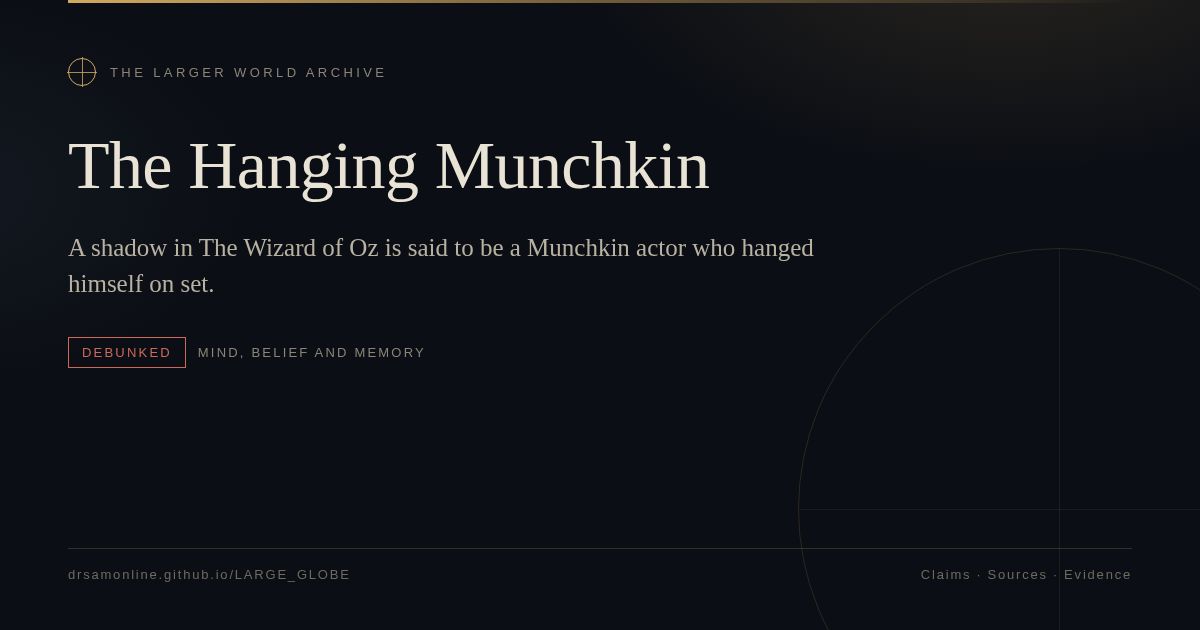 THE LARGER WORLD ARCHIVE
The Hanging Munchkin
A shadow in The Wizard of Oz is said to be a Munchkin actor who hanged
himself on set.
DEBUNKED MIND, BELIEF AND MEMORY
drsamonline.github.io/LARGE_GLOBE Claims · Sources · Evidence